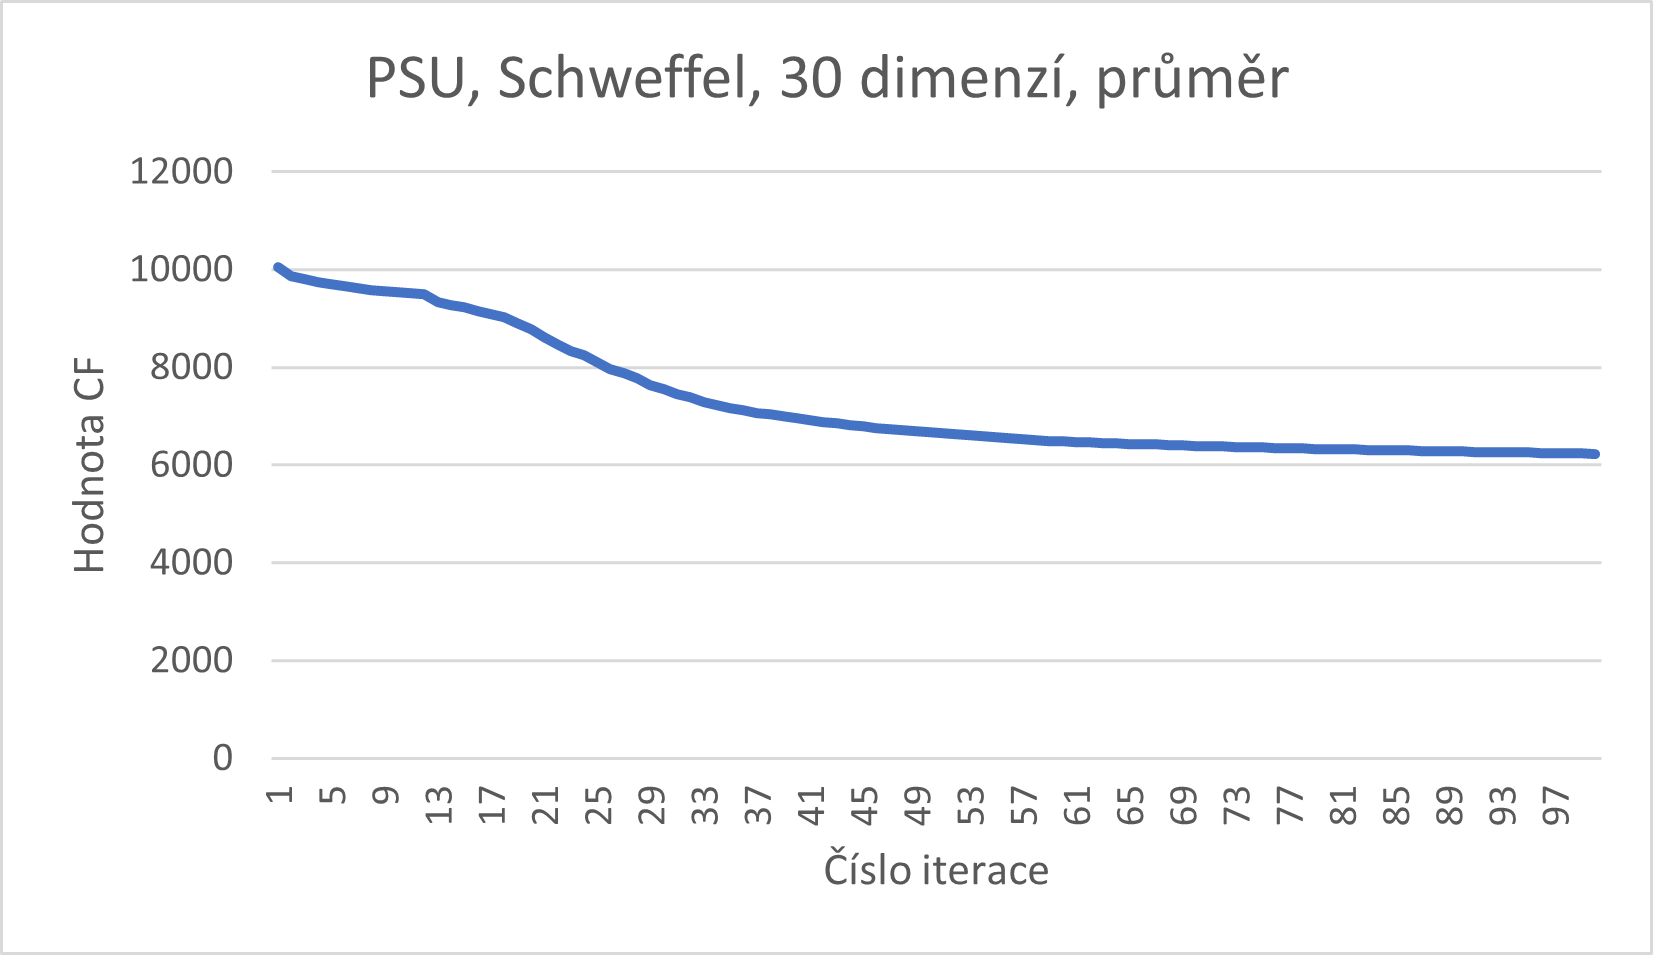 PSU, Schweffel, 30 dimenzí, průměr
12000
10000
8000
6000
4000
2000
0
Hodnota CF
1 5 9 13 17 21 25 29 33 37 41 45 49 53 57 61 65 69 73 77 81 85 89 93 97
Číslo iterace